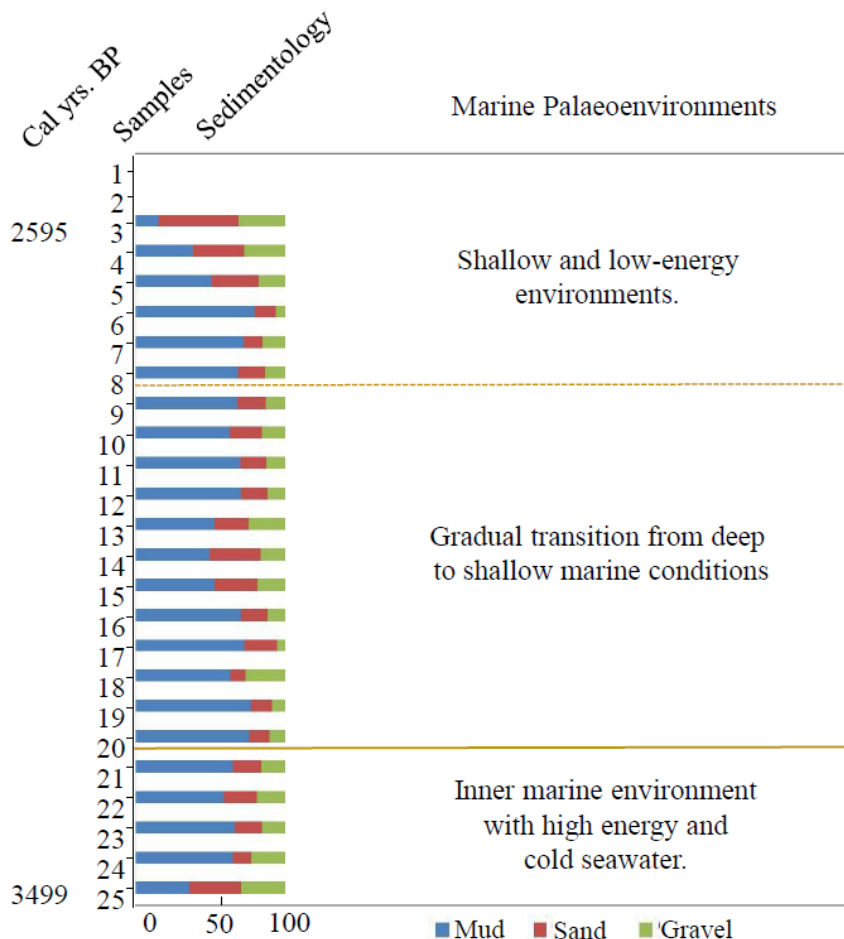 Cal yrs. BP
Samples
Sedimentology
Marine Palaeoenvironments
1
2
2595
3
4
Shallow and low-energy
environments.
5
6
7
8
9
10
11
12
13
Gradual transition from deep
to shallow marine conditions
14
15
16
17
18
19
20
21
22
Inner marine environment
with high energy and
cold seawater.
23
24
3499
25
0 50 100
Mud Sand Gravel